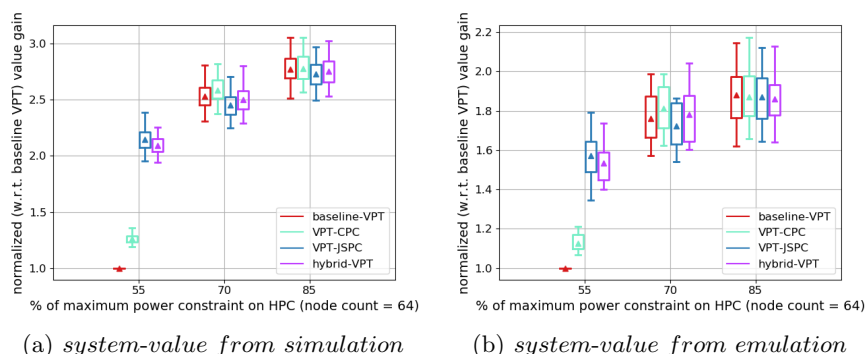 normalized (w.r.t. baseline VPT) value gain
3.0
2.5
2.0
1.5
1.0
baseline-VPT
VPT-CPC
VPT-JSPC
hybrid-VPT
55
70
85
% of maximum power constraint on HPC (node count = 64)
(a) system-value from simulation
normalized (w.r.t. baseline VPT) value gain
2.2
2.0
1.8
1.6
1.4
1.2
1.0
baseline-VPT
VPT-CPC
VPT-JSPC
hybrid-VPT
55
70
85
% of maximum power constraint on HPC (node count = 64)
(b) system-value from emulation